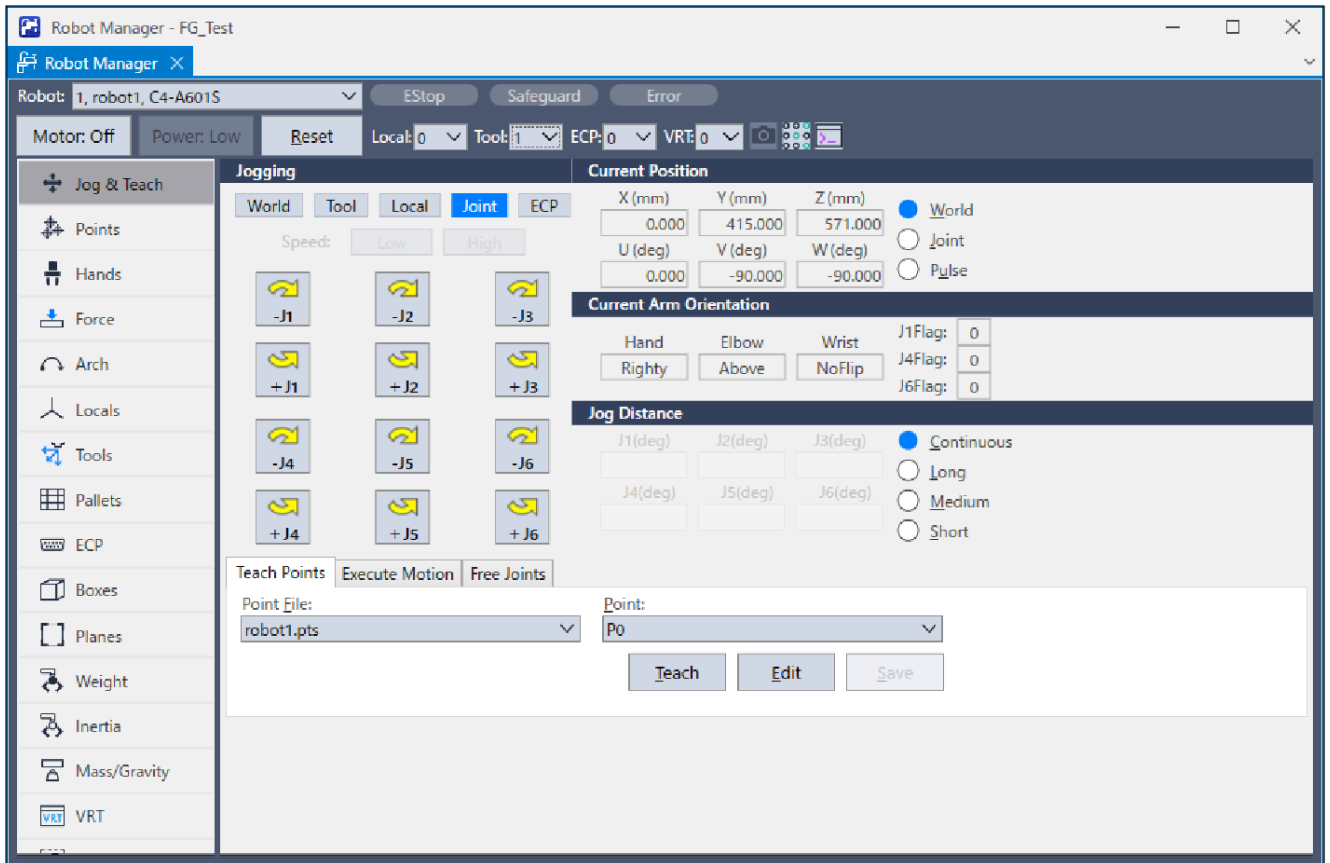 Robot Manager - FG_Test
Robot Manager
Robot: 1, robot1, C4-A601S EStop Safeguard Error
Motor: Off Power: Low Reset Local: 0 Tool: 1 ECP: 0 VRT: 0
Jog & Teach
Points
Hands
Force
Arch
Locals
Tools
Pallets
ECP
Boxes
Planes
Weight
Inertia
Mass/Gravity
VRT VRT
Jogging
World Tool Local Joint ECP
Speed: Low High
-J1 -J2 -J3
+J1 +J2 +J3
-J4 -J5 -J6
+J4 +J5 +J6
Current Position
X (mm) Y (mm) Z (mm)
0.000 415.000 571.000
U (deg) V (deg) W (deg)
0.000 -90.000 -90.000
World
Joint
Pulse
Current Arm Orientation
Hand Elbow Wrist
Righty Above NoFlip
J1Flag: 0
J4Flag: 0
J6Flag: 0
Jog Distance
J1(deg) J2(deg) J3(deg)
J4(deg) J5(deg) J6(deg)
Continuous
Long
Medium
Short
Teach Points Execute Motion Free Joints
Point File: Point:
robot1.pts P0
Teach Edit Save